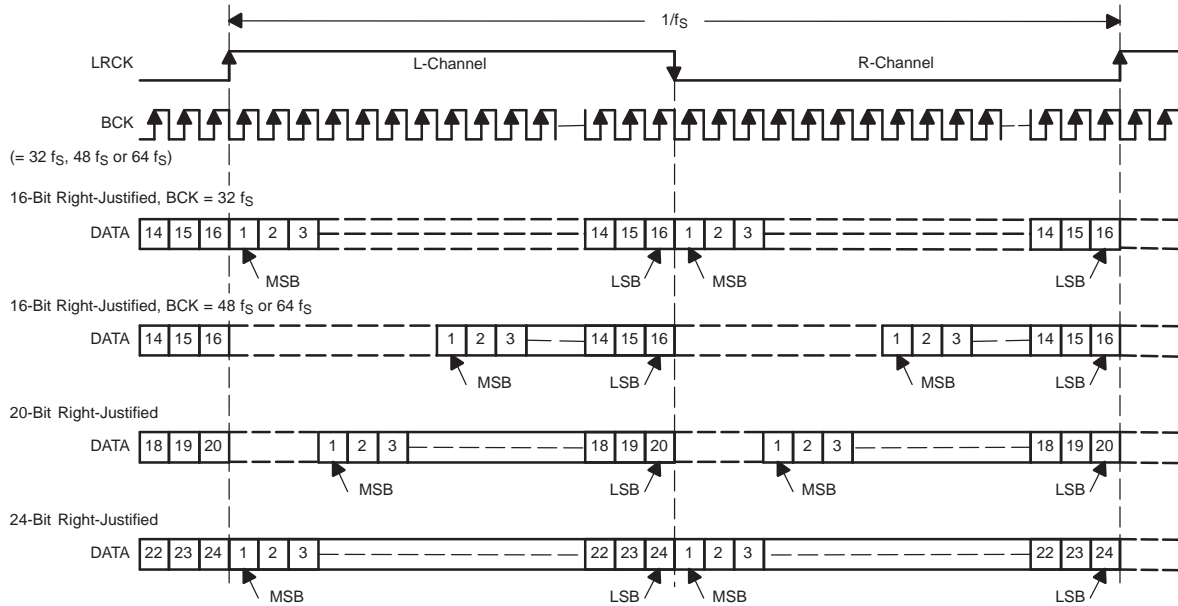 1/fS
LRCK L-Channel R-Channel
BCK
(= 32 fS, 48 fS or 64 fS)
16-Bit Right-Justified, BCK = 32 fS
DATA 14 15 16 1 2 3 14 15 16 1 2 3 14 15 16
MSB LSB MSB LSB
16-Bit Right-Justified, BCK = 48 fS or 64 fS
DATA 14 15 16 1 2 3 14 15 16 1 2 3 14 15 16
MSB LSB MSB LSB
20-Bit Right-Justified
DATA 18 19 20 1 2 3 18 19 20 1 2 3 18 19 20
MSB LSB MSB LSB
24-Bit Right-Justified
DATA 22 23 24 1 2 3 22 23 24 1 2 3 22 23 24
MSB LSB MSB LSB